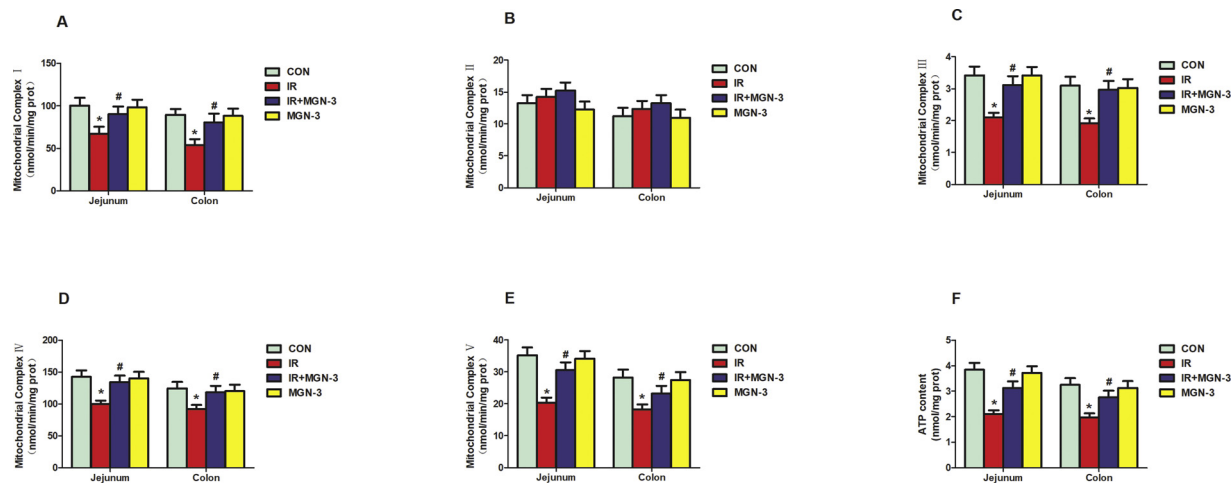 A
Mitochondrial Complex Ⅰ
(nmol/min/mg prot)
150
100
50
0
*
#
*
#
Jejunum
Colon
CON
IR
IR+MGN-3
MGN-3
B
Mitochondrial Complex Ⅱ
(nmol/min/mg prot)
20
15
10
5
0
Jejunum
Colon
CON
IR
IR+MGN-3
MGN-3
C
Mitochondrial Complex Ⅲ
(nmol/min/mg prot)
4
3
2
1
0
*
#
*
#
Jejunum
Colon
CON
IR
IR+MGN-3
MGN-3
D
Mitochondrial Complex Ⅳ
(nmol/min/mg prot)
200
150
100
50
0
*
#
*
#
Jejunum
Colon
CON
IR
IR+MGN-3
MGN-3
E
Mitochondrial Complex Ⅴ
(nmol/min/mg prot)
40
30
20
10
0
*
#
*
#
Jejunum
Colon
CON
IR
IR+MGN-3
MGN-3
F
ATP content
(nmol/mg prot)
5
4
3
2
1
0
*
#
*
#
Jejunum
Colon
CON
IR
IR+MGN-3
MGN-3